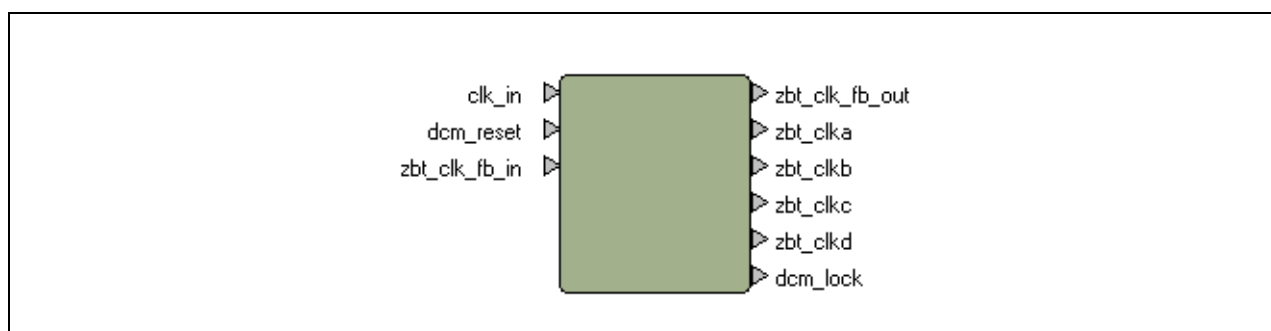 clk_in
dcm_reset
zbt_clk_fb_in
zbt_clk_fb_out
zbt_clka
zbt_clkb
zbt_clkc
zbt_clkd
dcm_lock